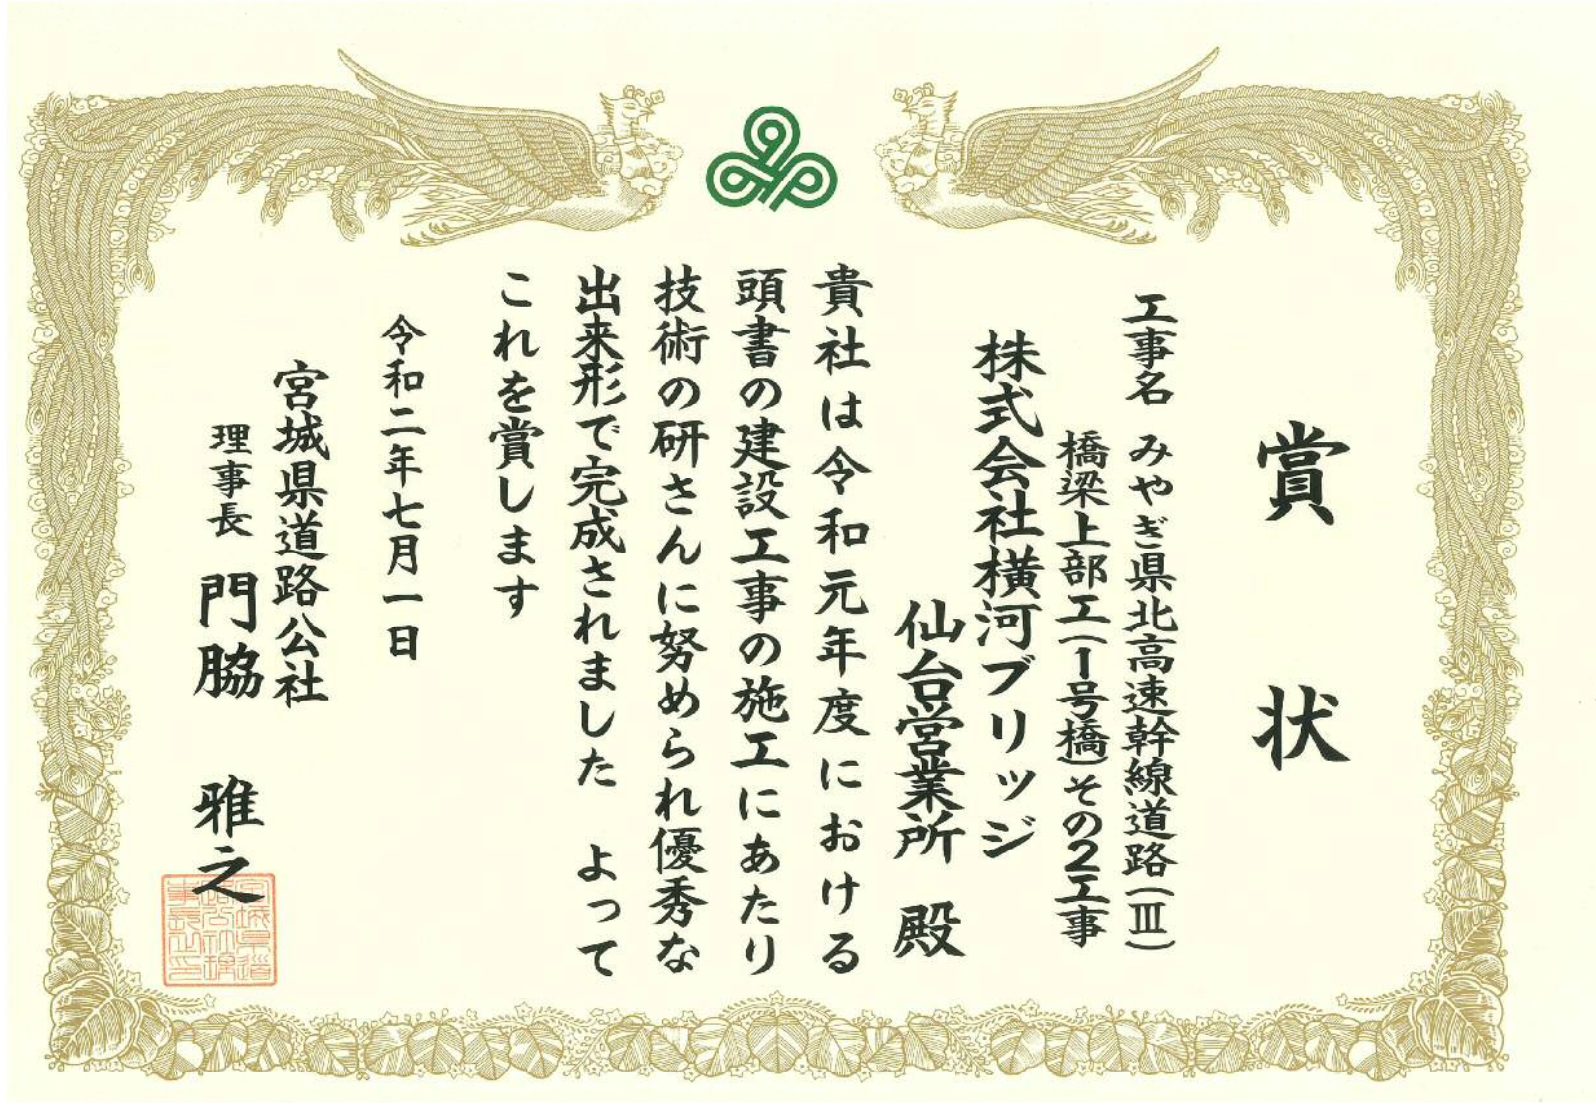 賞状
工事名 みやぎ県北高速幹線道路(Ⅲ)
橋梁上部工(1号橋)その2工事
株式会社横河ブリッジ
仙台営業所 殿
貴社は令和元年度における
頭書の建設工事の施工にあたり
技術の研さんに努められ優秀な
出来形で完成されました よって
これを賞します
令和二年七月一日
宮城県道路公社
理事長 門脇 雅之